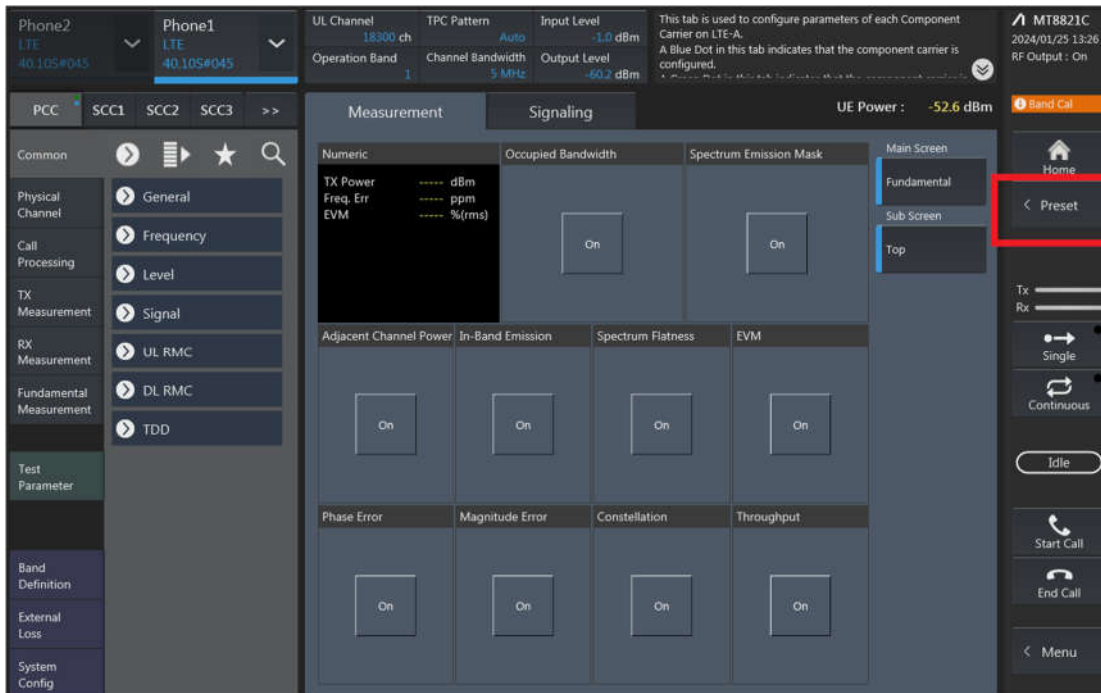 Phone2
LTE
40.10S#045
Phone1
LTE
40.10S#045
UL Channel
18300 ch
TPC Pattern
Auto
Input Level
-1.0 dBm
Operation Band
1
Channel Bandwidth
5 MHz
Output Level
-60.2 dBm
This tab is used to configure parameters of each Component
Carrier on LTE-A.
A Blue Dot in this tab indicates that the component carrier is
configured.
MT8821C
2024/01/25 13:26
RF Output : On
PCC
SCC1
SCC2
SCC3
>>
Measurement
Signaling
UE Power : -52.6 dBm
Band Cal
Common
Physical
Channel
Call
Processing
TX
Measurement
RX
Measurement
Fundamental
Measurement
Test
Parameter
Band
Definition
External
Loss
System
Config
General
Frequency
Level
Signal
UL RMC
DL RMC
TDD
Numeric
TX Power ----- dBm
Freq. Err ----- ppm
EVM ----- %(rms)
Occupied Bandwidth
On
Spectrum Emission Mask
On
Adjacent Channel Power
On
In-Band Emission
On
Spectrum Flatness
On
EVM
On
Phase Error
On
Magnitude Error
On
Constellation
On
Throughput
On
Main Screen
Fundamental
Sub Screen
Top
Home
< Preset
Tx
Rx
Single
Continuous
Idle
Start Call
End Call
< Menu